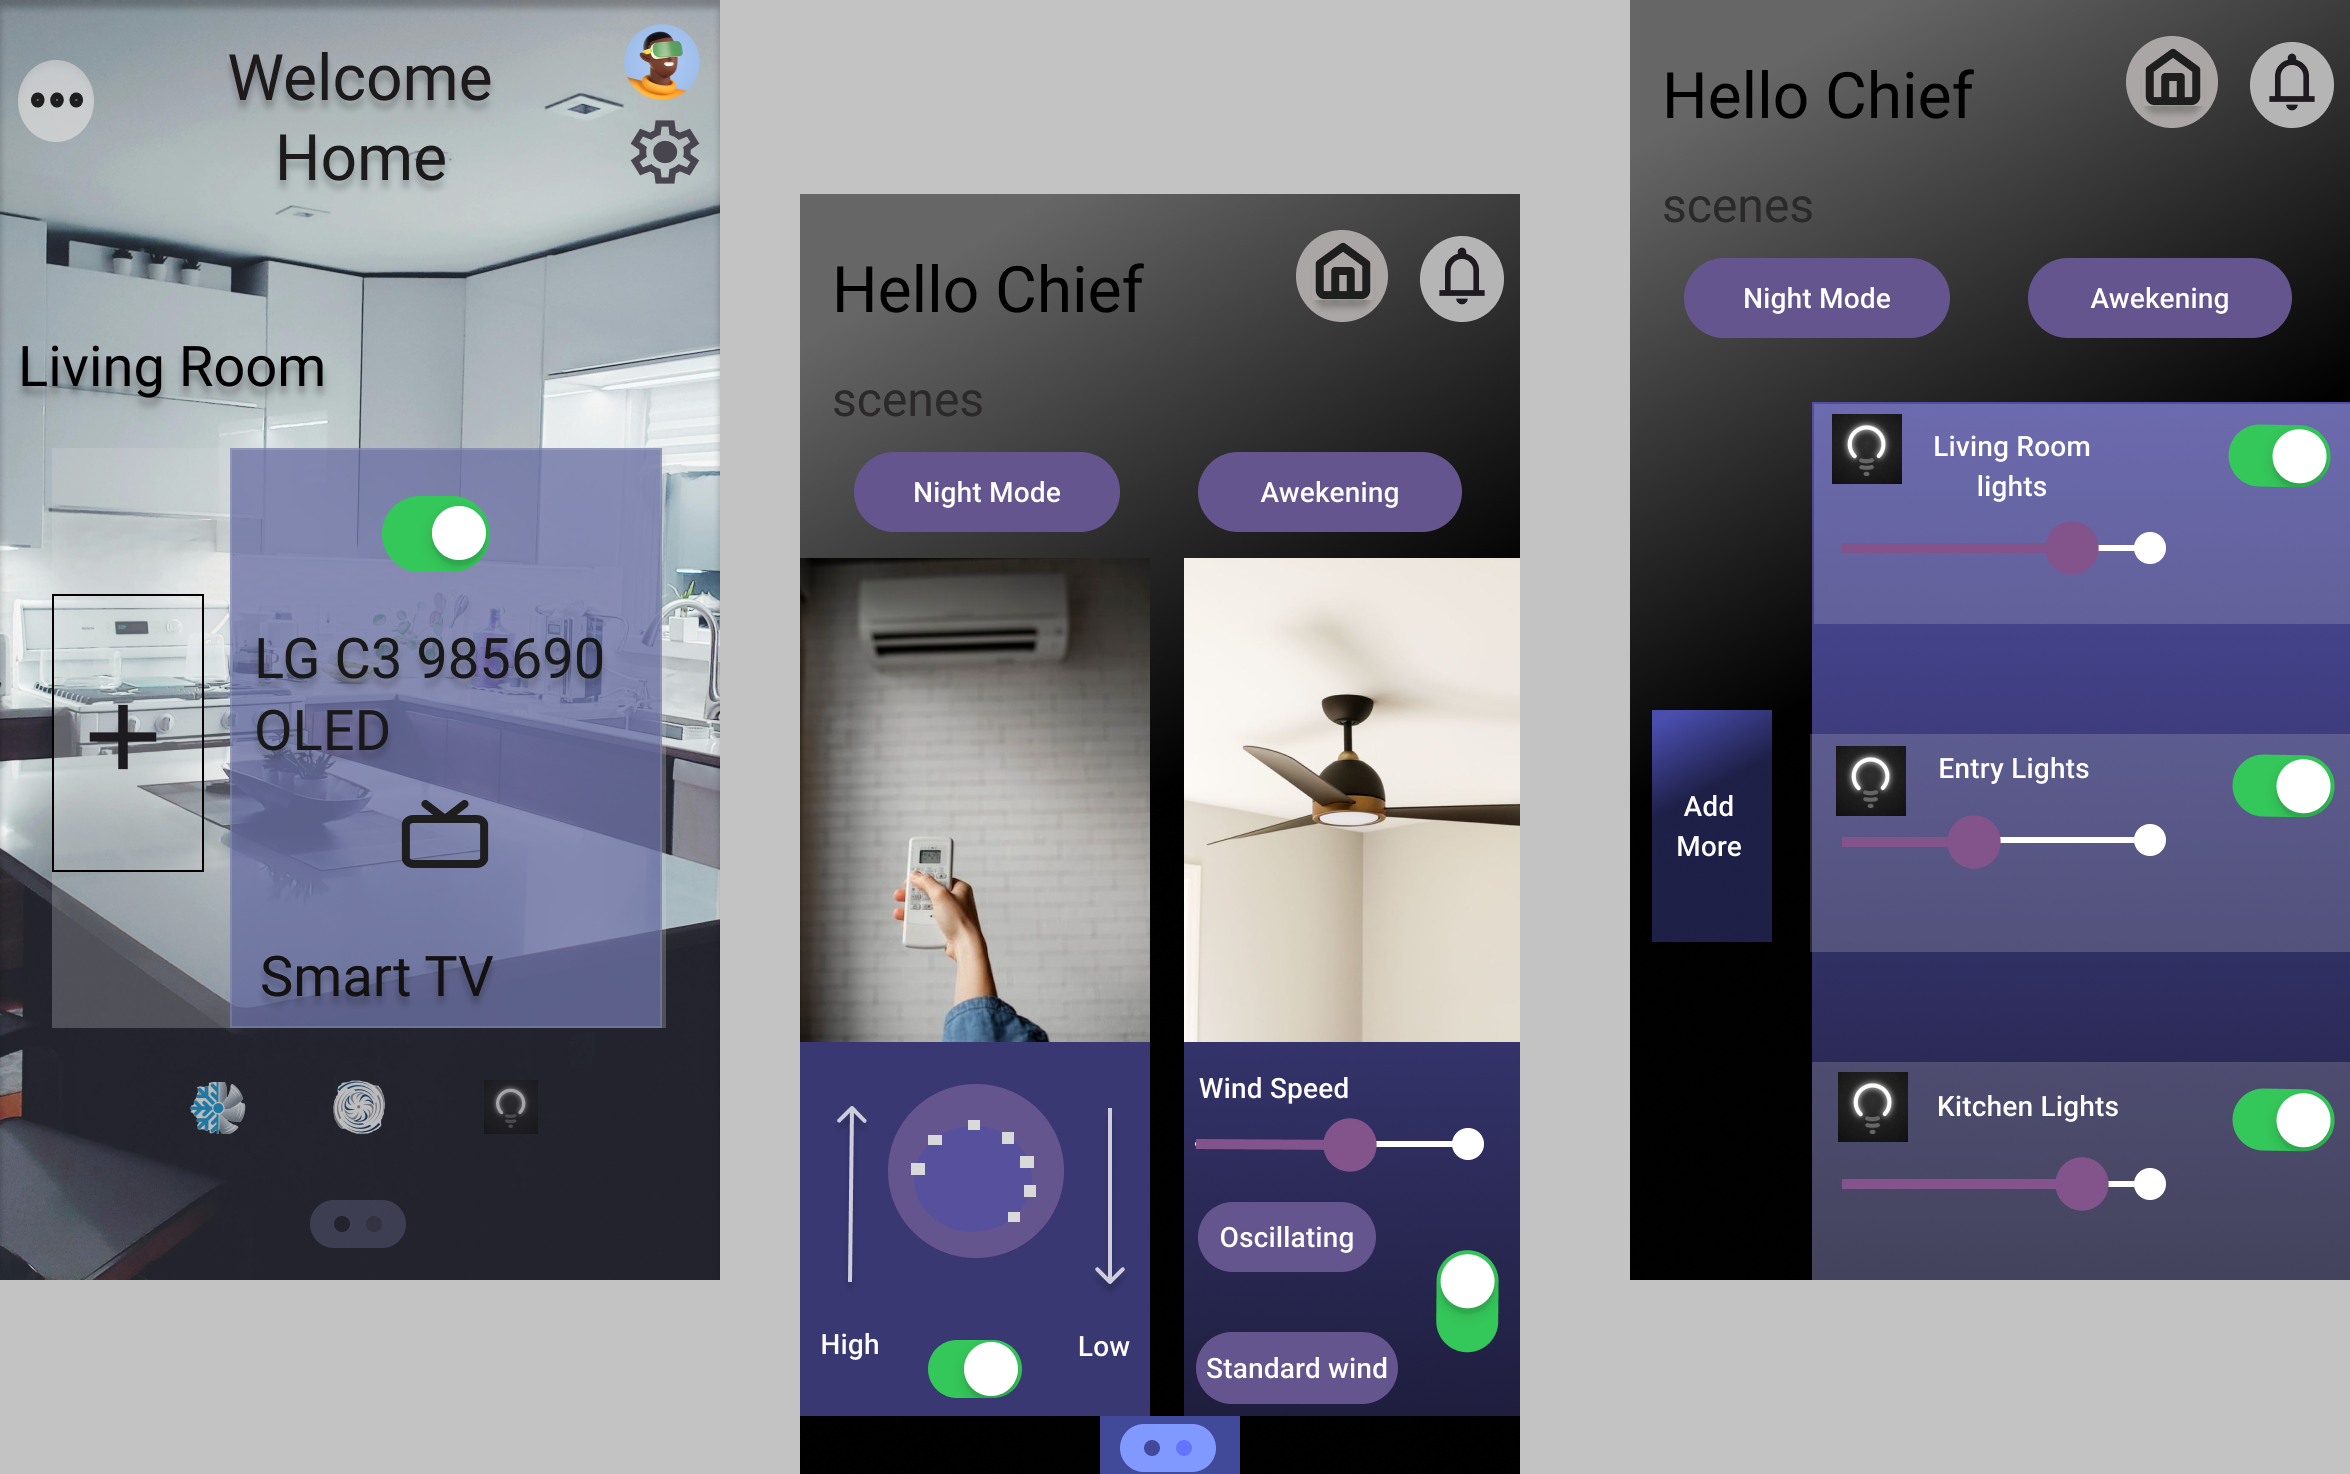 Welcome
Home
Living Room
LG C3 985690
OLED
Smart TV
Hello Chief
scenes
Night Mode
Awekening
High
Low
Wind Speed
Oscillating
Standard wind
Hello Chief
scenes
Night Mode
Awekening
Living Room
lights
Entry Lights
Add
More
Kitchen Lights